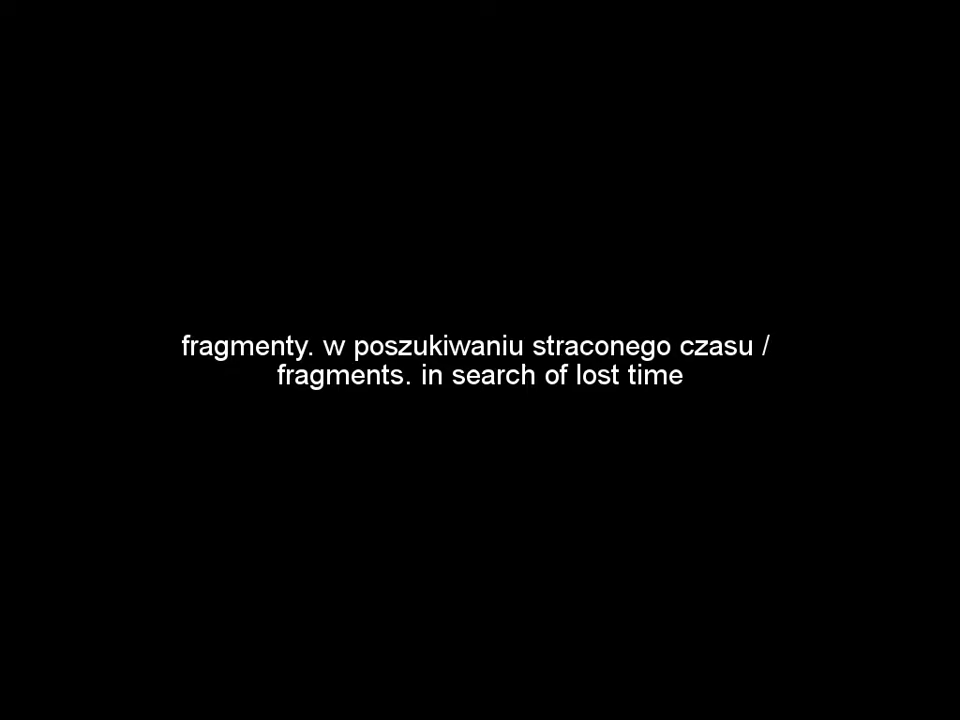 fragmenty. w poszukiwaniu straconego czasu /
fragments. in search of lost time